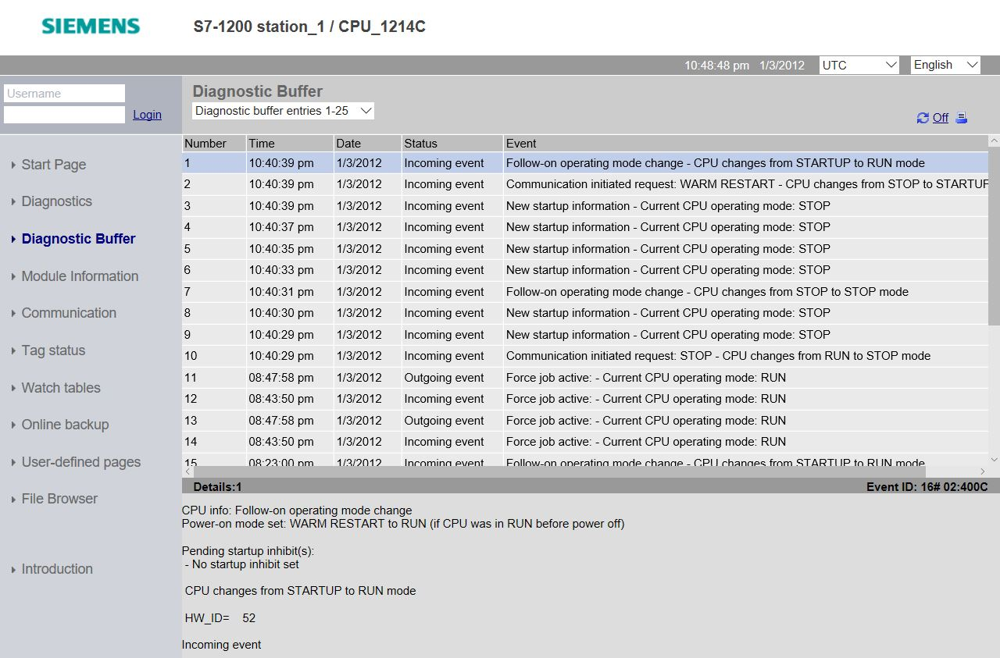 SIEMENS S7-1200 station_1 / CPU_1214C
10:48:48 pm 1/3/2012 UTC English
Username
Login
Diagnostic Buffer
Diagnostic buffer entries 1-25
Off
Start Page
Diagnostics
Diagnostic Buffer
Module Information
Communication
Tag status
Watch tables
Online backup
User-defined pages
File Browser
Introduction
Number Time Date Status Event
1 10:40:39 pm 1/3/2012 Incoming event Follow-on operating mode change - CPU changes from STARTUP to RUN mode
2 10:40:39 pm 1/3/2012 Incoming event Communication initiated request: WARM RESTART - CPU changes from STOP to STARTUP
3 10:40:39 pm 1/3/2012 Incoming event New startup information - Current CPU operating mode: STOP
4 10:40:37 pm 1/3/2012 Incoming event New startup information - Current CPU operating mode: STOP
5 10:40:35 pm 1/3/2012 Incoming event New startup information - Current CPU operating mode: STOP
6 10:40:33 pm 1/3/2012 Incoming event New startup information - Current CPU operating mode: STOP
7 10:40:31 pm 1/3/2012 Incoming event Follow-on operating mode change - CPU changes from STOP to STOP mode
8 10:40:30 pm 1/3/2012 Incoming event New startup information - Current CPU operating mode: STOP
9 10:40:29 pm 1/3/2012 Incoming event New startup information - Current CPU operating mode: STOP
10 10:40:29 pm 1/3/2012 Incoming event Communication initiated request: STOP - CPU changes from RUN to STOP mode
11 08:47:58 pm 1/3/2012 Outgoing event Force job active: - Current CPU operating mode: RUN
12 08:43:50 pm 1/3/2012 Incoming event Force job active: - Current CPU operating mode: RUN
13 08:47:58 pm 1/3/2012 Outgoing event Force job active: - Current CPU operating mode: RUN
14 08:43:50 pm 1/3/2012 Incoming event Force job active: - Current CPU operating mode: RUN
15 08:23:00 pm 1/3/2012 Incoming event Follow-on operating mode change - CPU changes from STARTUP to RUN mode
Details:1 Event ID: 16# 02:400C
CPU info: Follow-on operating mode change
Power-on mode set: WARM RESTART to RUN (if CPU was in RUN before power off)
Pending startup inhibit(s):
- No startup inhibit set
CPU changes from STARTUP to RUN mode
HW_ID= 52
Incoming event